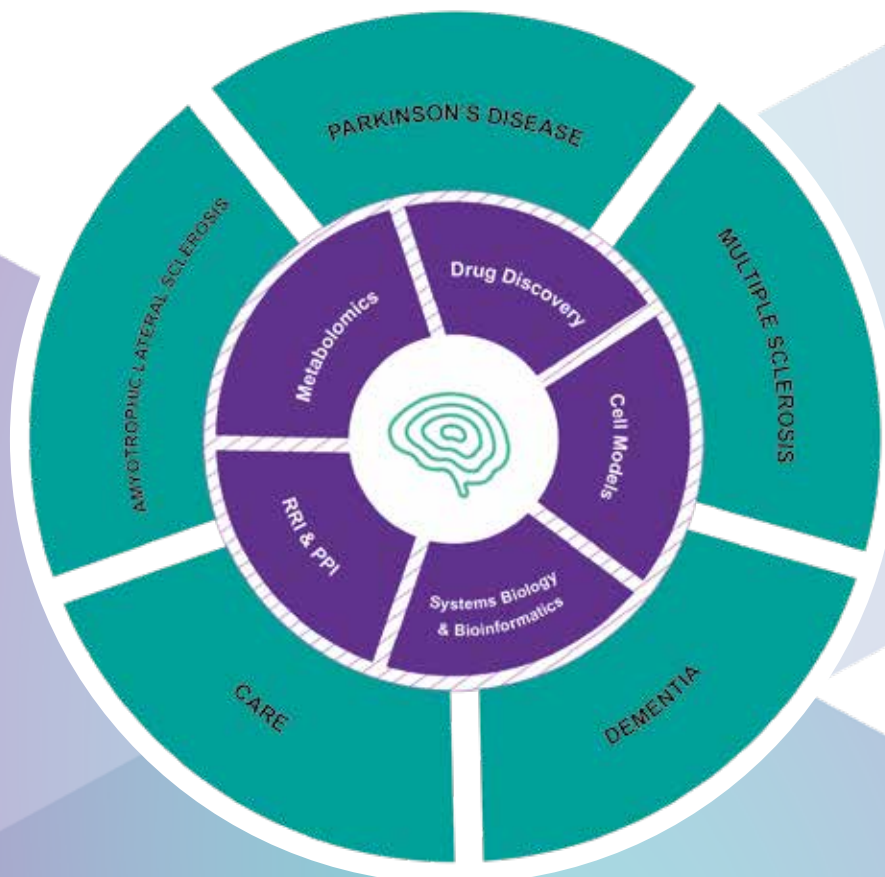 PARKINSON'S DISEASE
MULTIPLE SCLEROSIS
DEMENTIA
CARE
AMYOTROPHIC LATERAL SCLEROSIS
Drug Discovery
Cell Models
Systems Biology
& Bioinformatics
RRI & PPI
Metabolomics